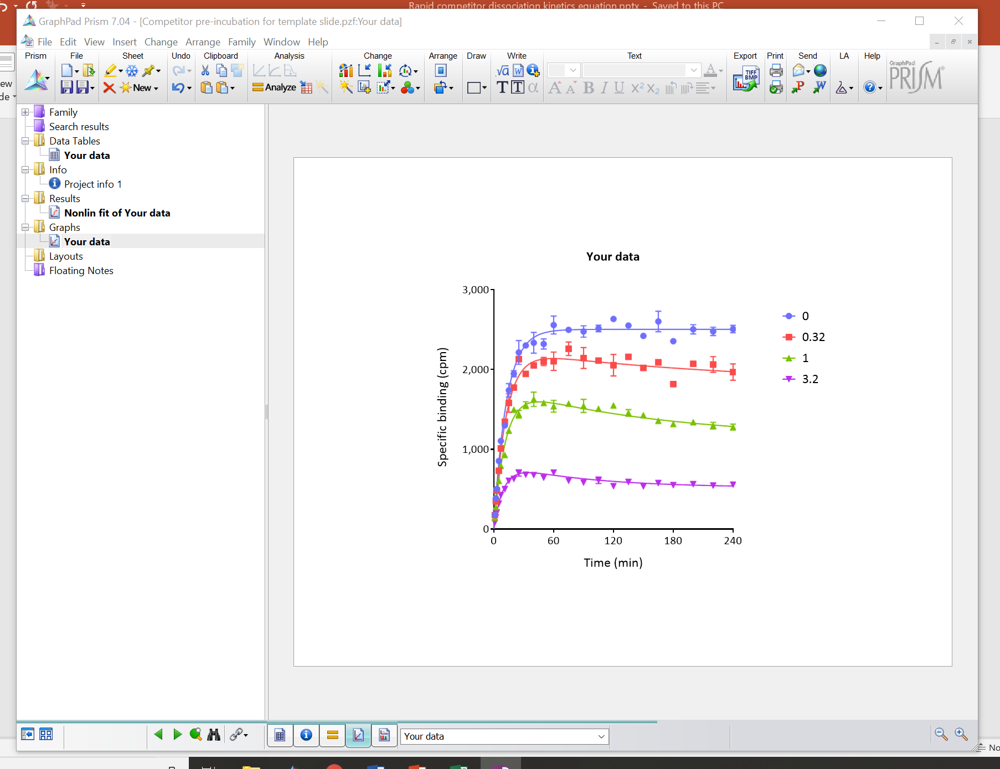 Rapid competitor dissociation kinetics equation.pptx - Saved to this PC
GraphPad Prism 7.04 - [Competitor pre-incubation for template slide.pzf:Your data]
File Edit View Insert Change Arrange Family Window Help
Prism File Sheet Undo Clipboard Analysis Change Arrange Draw Write Text Export Print Send LA Help
New
Analyze
TIFF
BMP
GraphPad
PRISM
Family
Search results
Data Tables
Your data
Info
Project info 1
Results
Nonlin fit of Your data
Graphs
Your data
Layouts
Floating Notes
Your data
3,000
2,000
1,000
0
Specific binding (cpm)
0 60 120 180 240
Time (min)
0
0.32
1
3.2
Your data